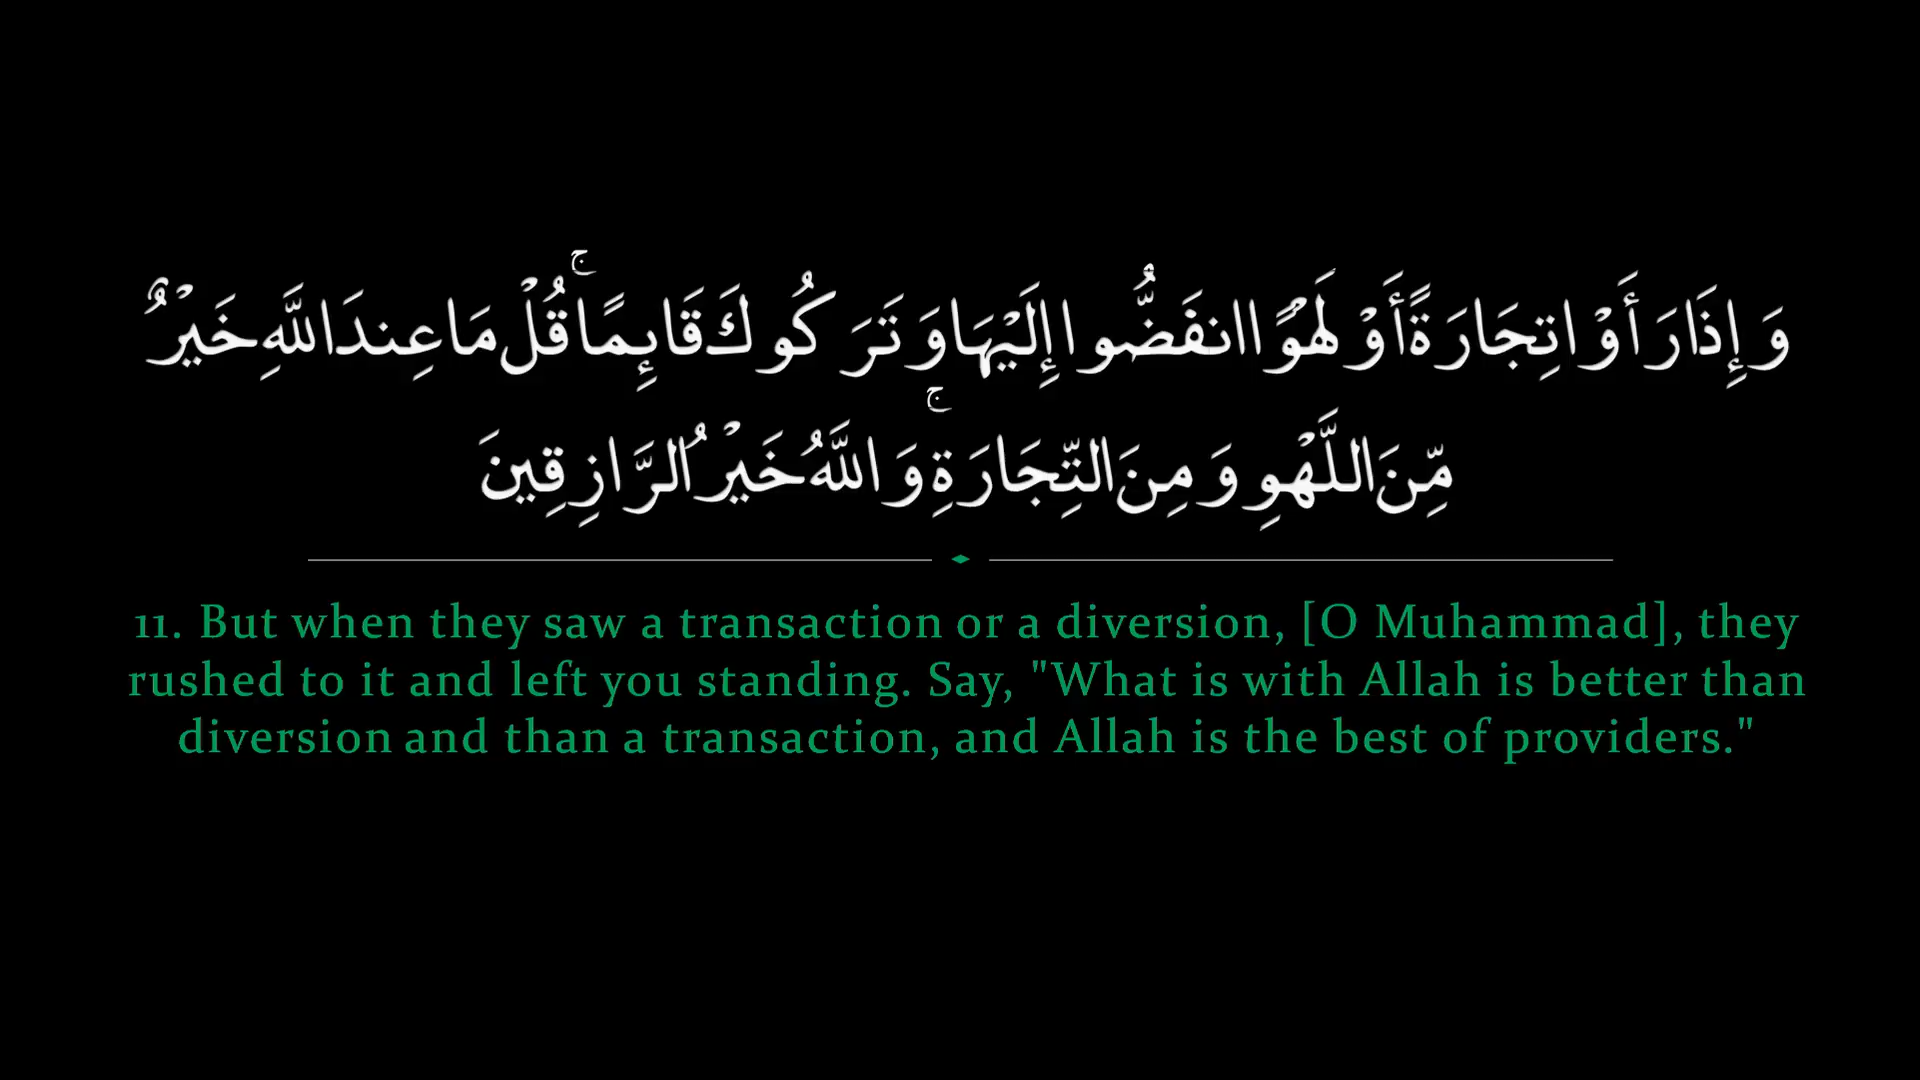 وَإِذَا رَأَوْا تِجَارَةً أَوْ لَهْوًا انفَضُّوا إِلَيْهَا وَتَرَكُوكَ قَائِمًا ۚ قُلْ مَا عِندَ اللَّهِ خَيْرٌ
مِّنَ اللَّهْوِ وَمِنَ التِّجَارَةِ ۚ وَاللَّهُ خَيْرُ الرَّازِقِينَ
11. But when they saw a transaction or a diversion, [O Muhammad], they
rushed to it and left you standing. Say, "What is with Allah is better than
diversion and than a transaction, and Allah is the best of providers."